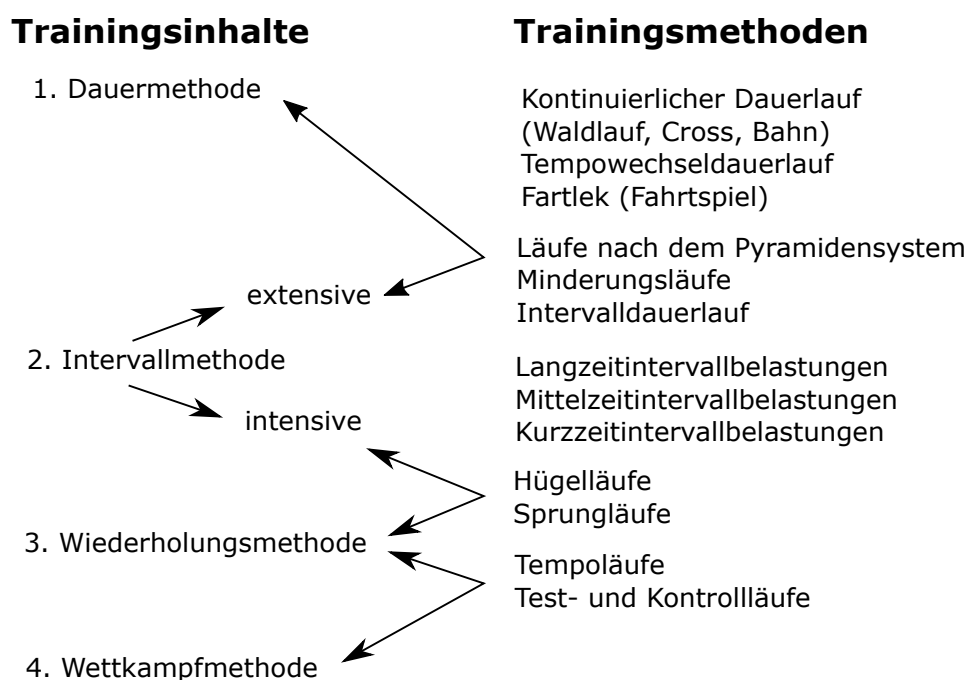 Trainingsinhalte
1. Dauermethode
extensive
2. Intervallmethode
intensive
3. Wiederholungsmethode
4. Wettkampfmethode
Trainingsmethoden
Kontinuierlicher Dauerlauf
(Waldlauf, Cross, Bahn)
Tempowechseldauerlauf
Fartlek (Fahrtspiel)
Läufe nach dem Pyramidensystem
Minderungsläufe
Intervalldauerlauf
Langzeitintervallbelastungen
Mittelzeitintervallbelastungen
Kurzzeitintervallbelastungen
Hügelläufe
Sprungläufe
Tempoläufe
Test- und Kontrollläufe